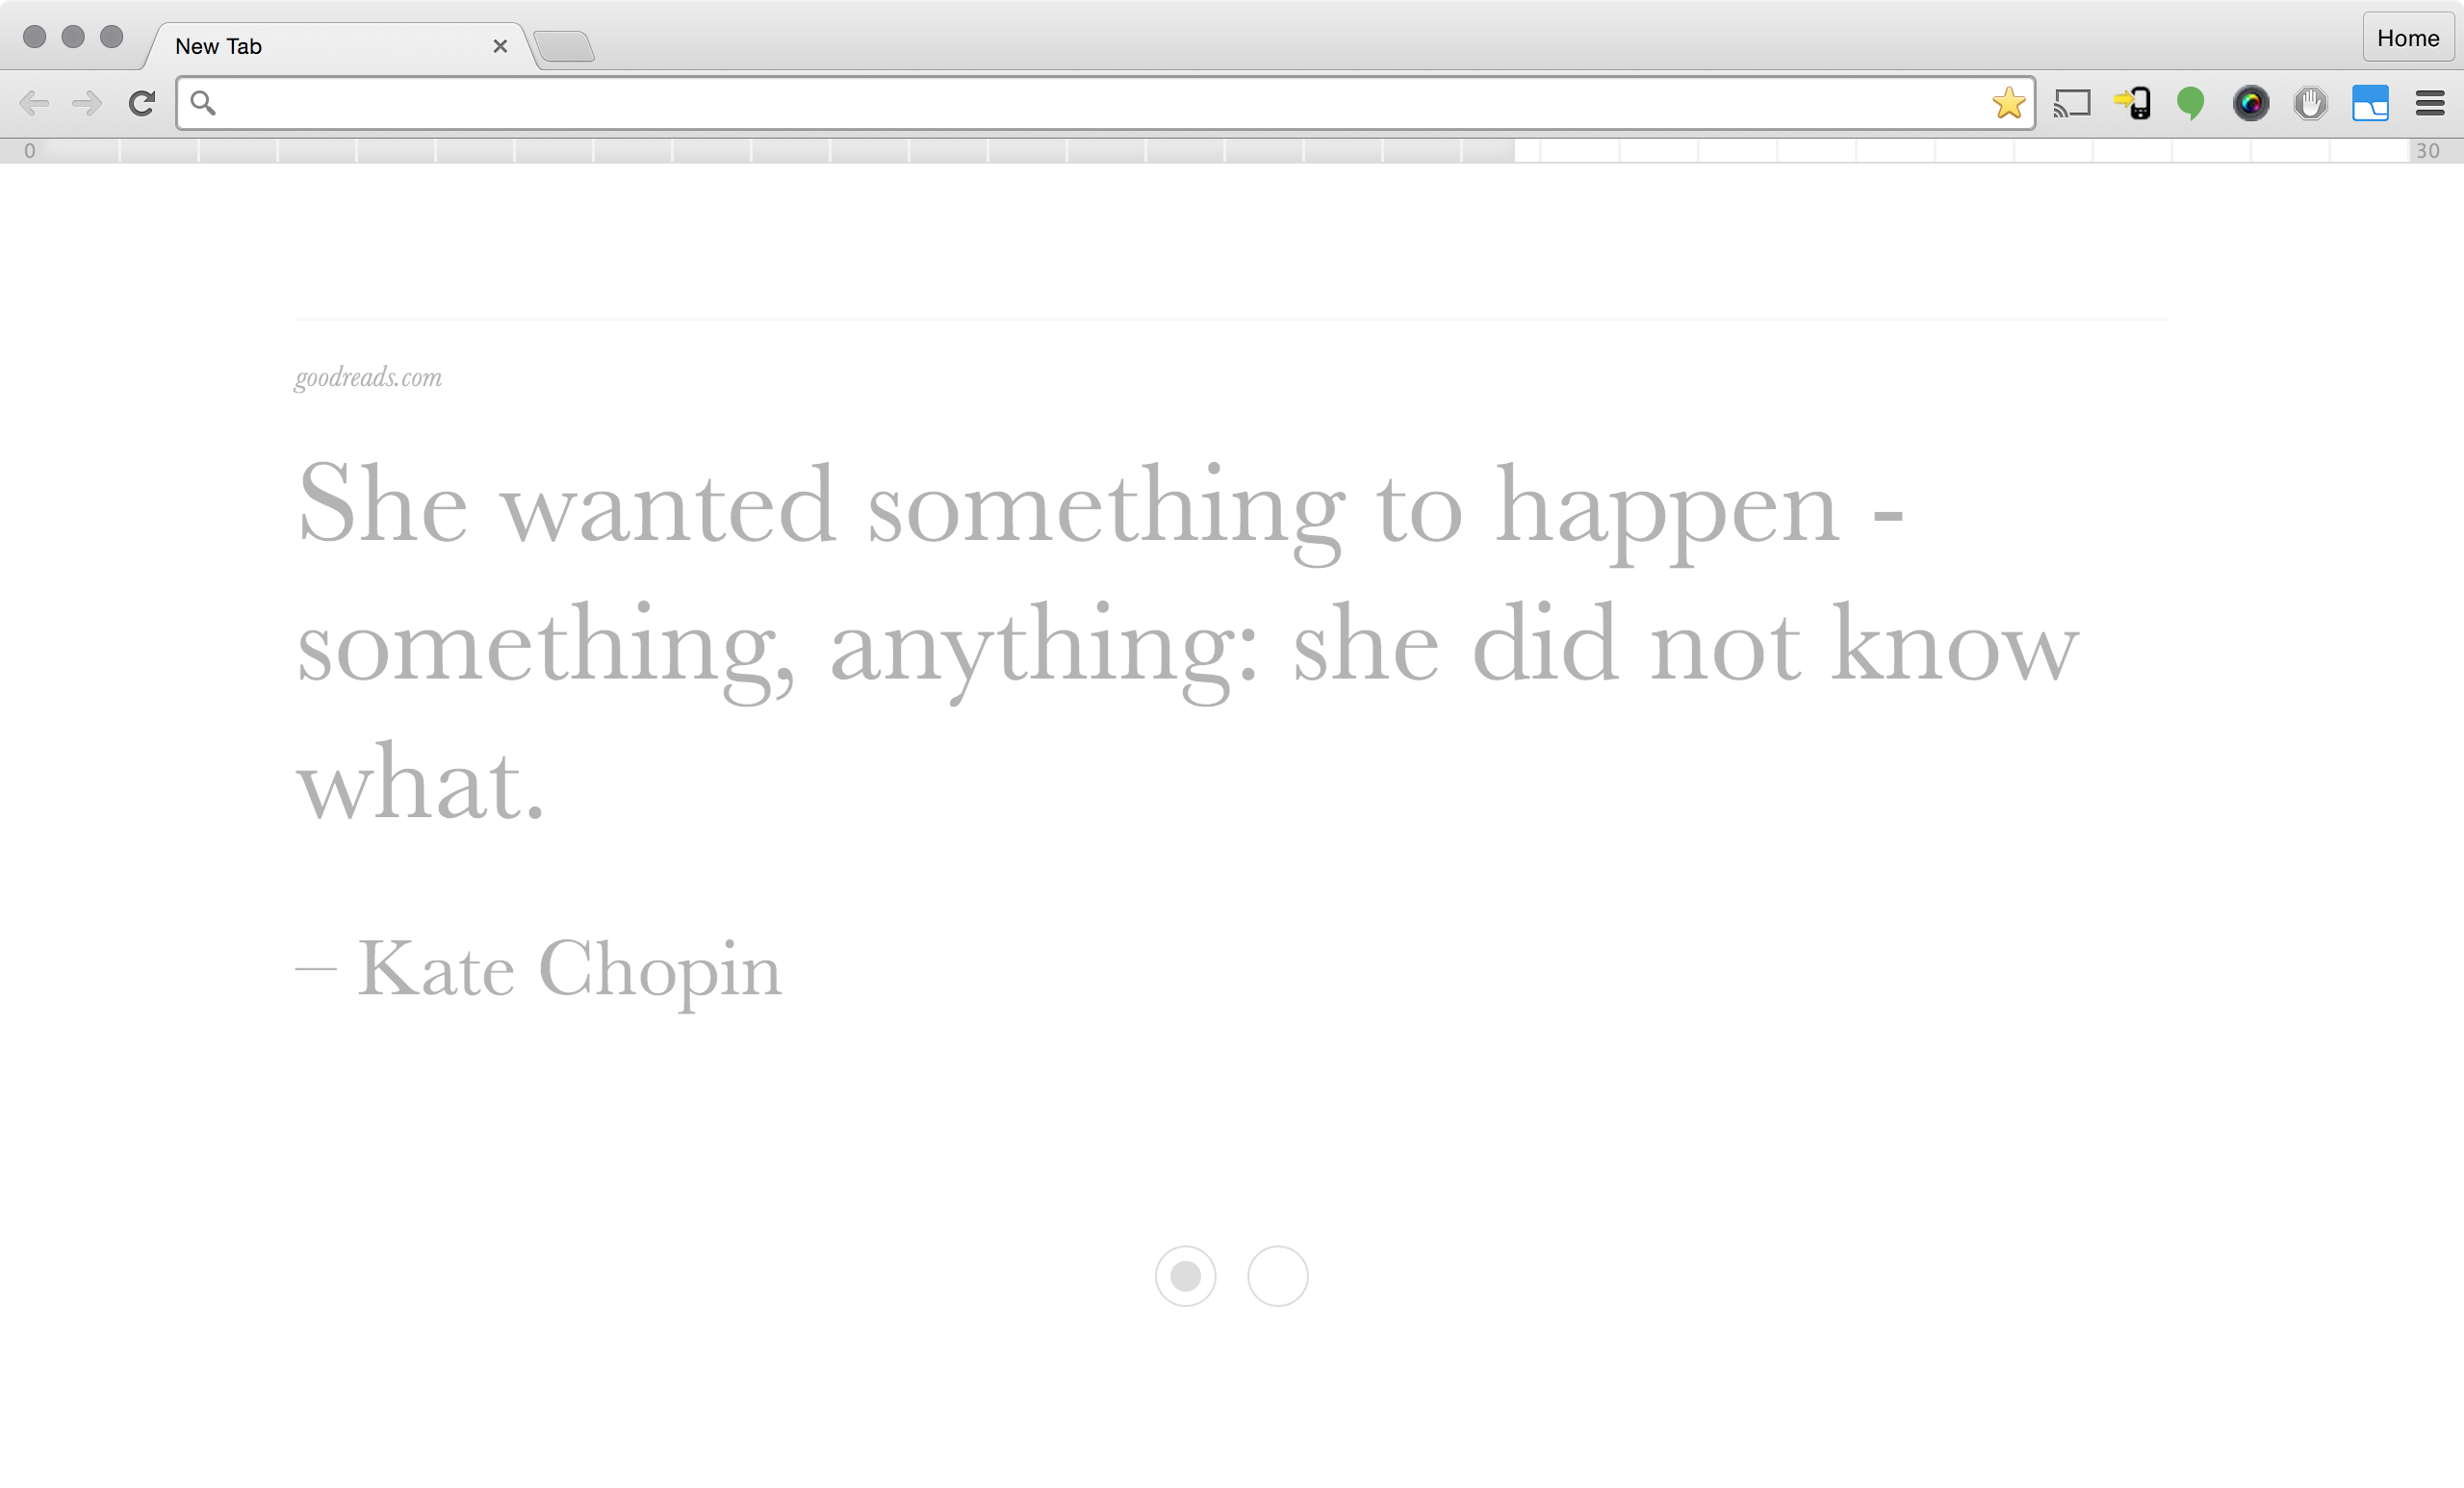 New Tab
Home
0
30
goodreads.com
She wanted something to happen -
something, anything: she did not know
what.
— Kate Chopin